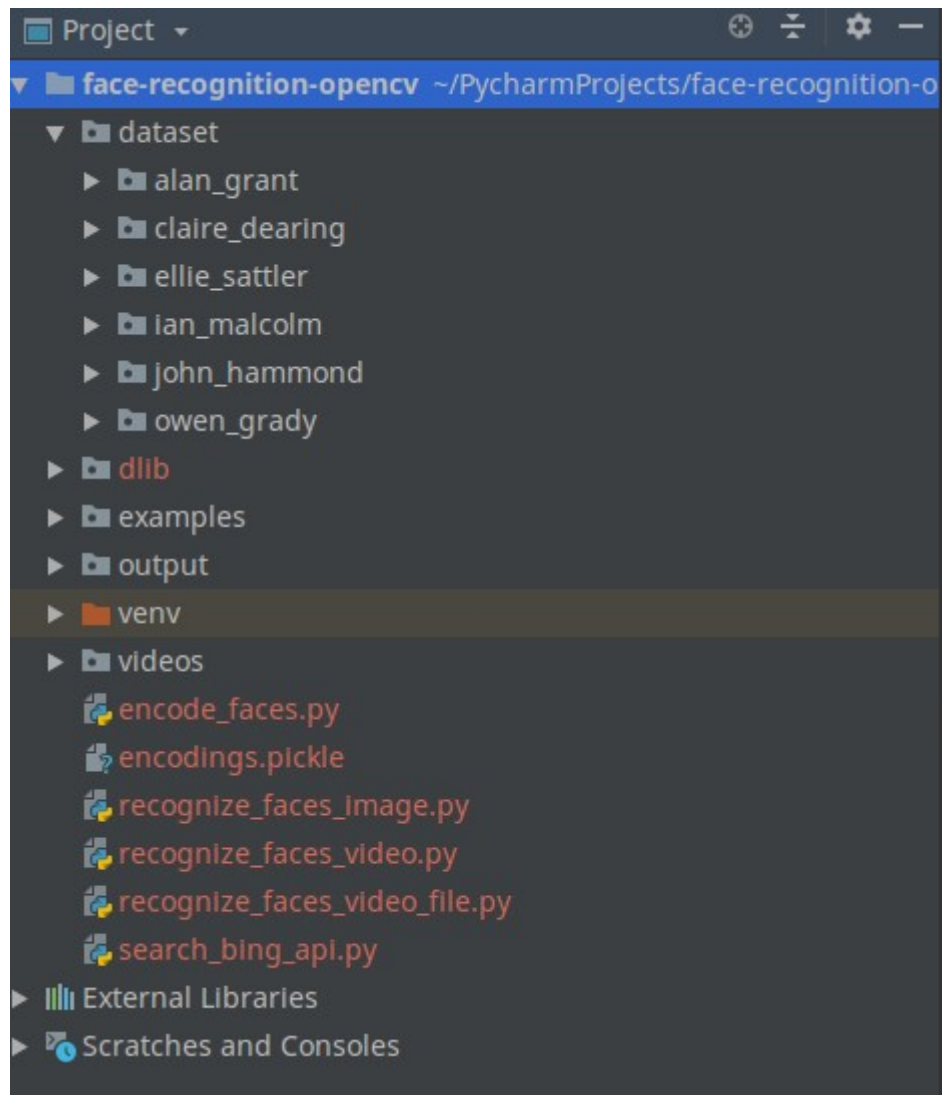 Project
face-recognition-opencv ~/PycharmProjects/face-recognition-o
dataset
alan_grant
claire_dearing
ellie_sattler
ian_malcolm
john_hammond
owen_grady
dlib
examples
output
venv
videos
encode_faces.py
encodings.pickle
recognize_faces_image.py
recognize_faces_video.py
recognize_faces_video_file.py
search_bing_api.py
External Libraries
Scratches and Consoles